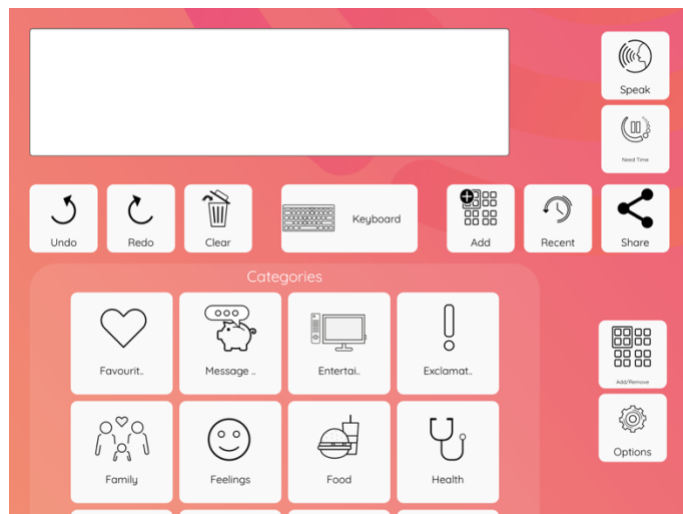 Speak
Need Time
Undo
Redo
Clear
Keyboard
Add
Recent
Share
Categories
Favourit..
Message ..
Entertai..
Exclamat..
Add/Remove
Family
Feelings
Food
Health
Options